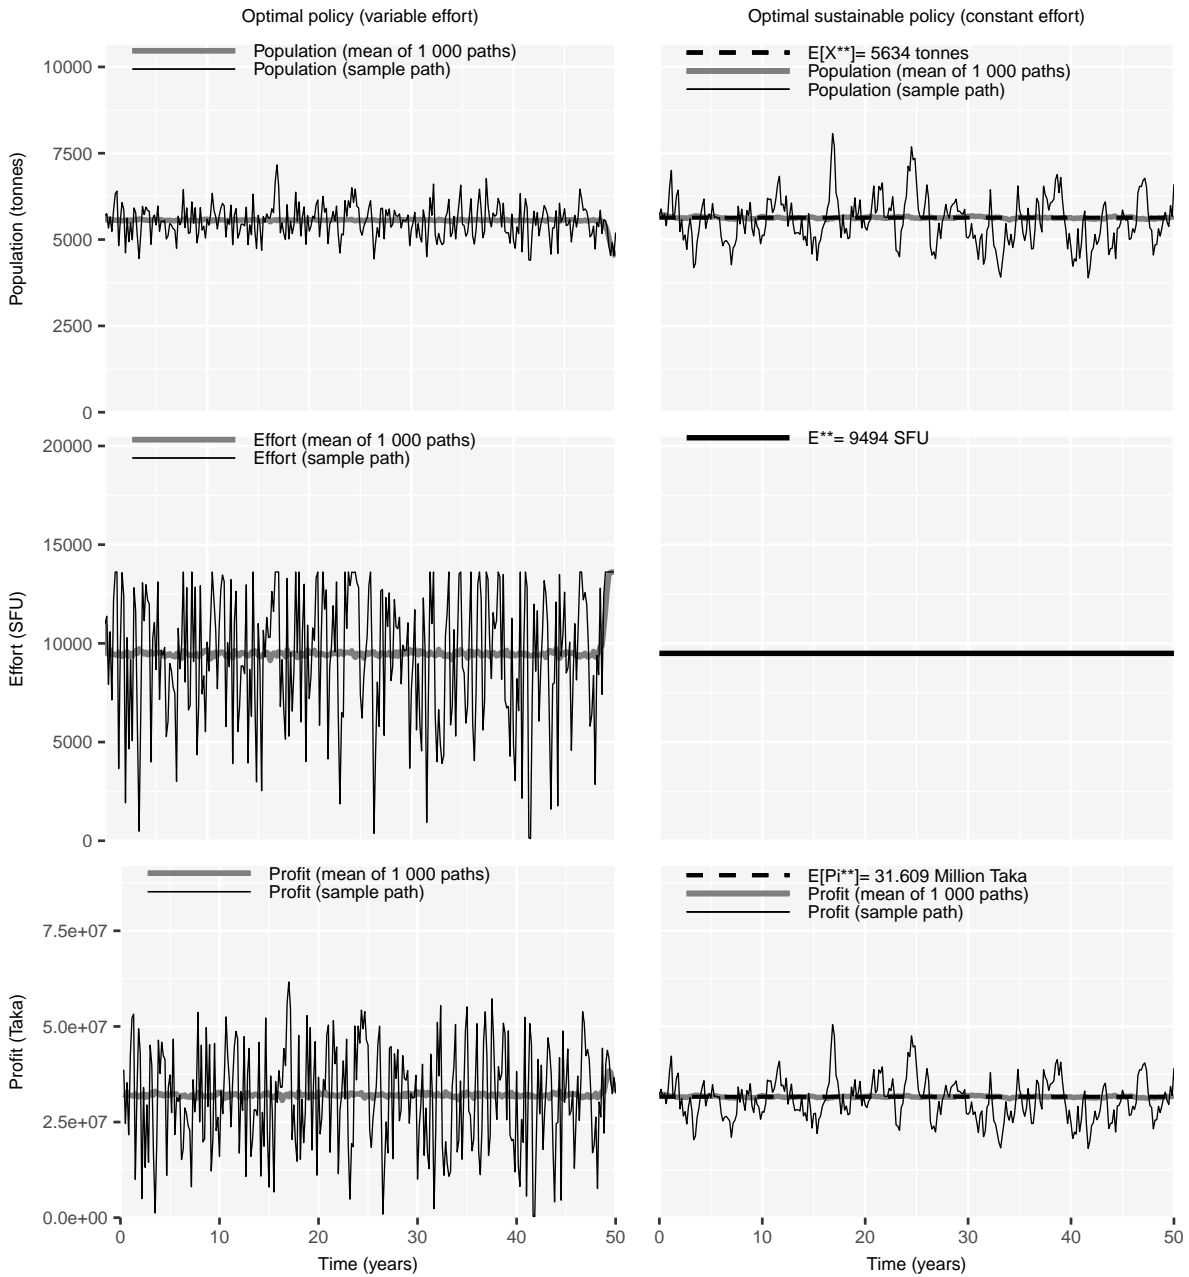 Optimal policy (variable effort)
Optimal sustainable policy (constant effort)
Population (mean of 1 000 paths)
Population (sample path)
E[X**]= 5634 tonnes
Population (mean of 1 000 paths)
Population (sample path)
10000
7500
5000
2500
0
Population (tonnes)
Effort (mean of 1 000 paths)
Effort (sample path)
E**= 9494 SFU
20000
15000
10000
5000
0
Effort (SFU)
Profit (mean of 1 000 paths)
Profit (sample path)
E[Pi**]= 31.609 Million Taka
Profit (mean of 1 000 paths)
Profit (sample path)
7.5e+07
5.0e+07
2.5e+07
0.0e+00
Profit (Taka)
0 10 20 30 40 50
0 10 20 30 40 50
Time (years)
Time (years)